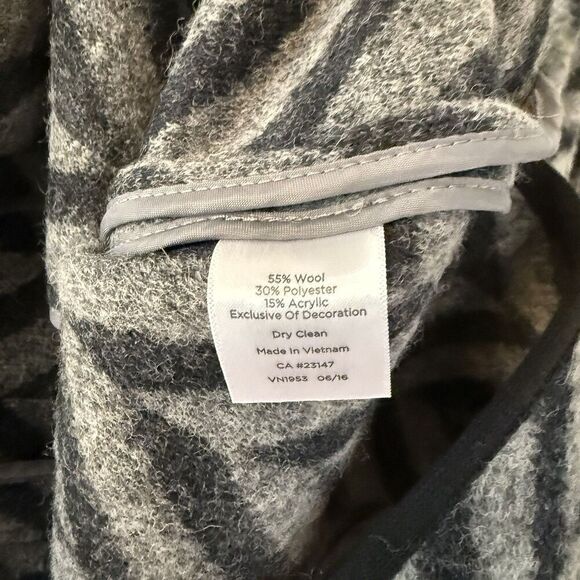 55% Wool
30% Polyester
15% Acrylic
Exclusive Of Decoration
Dry Clean
Made In Vietnam
CA #23147
VN1953 06/16